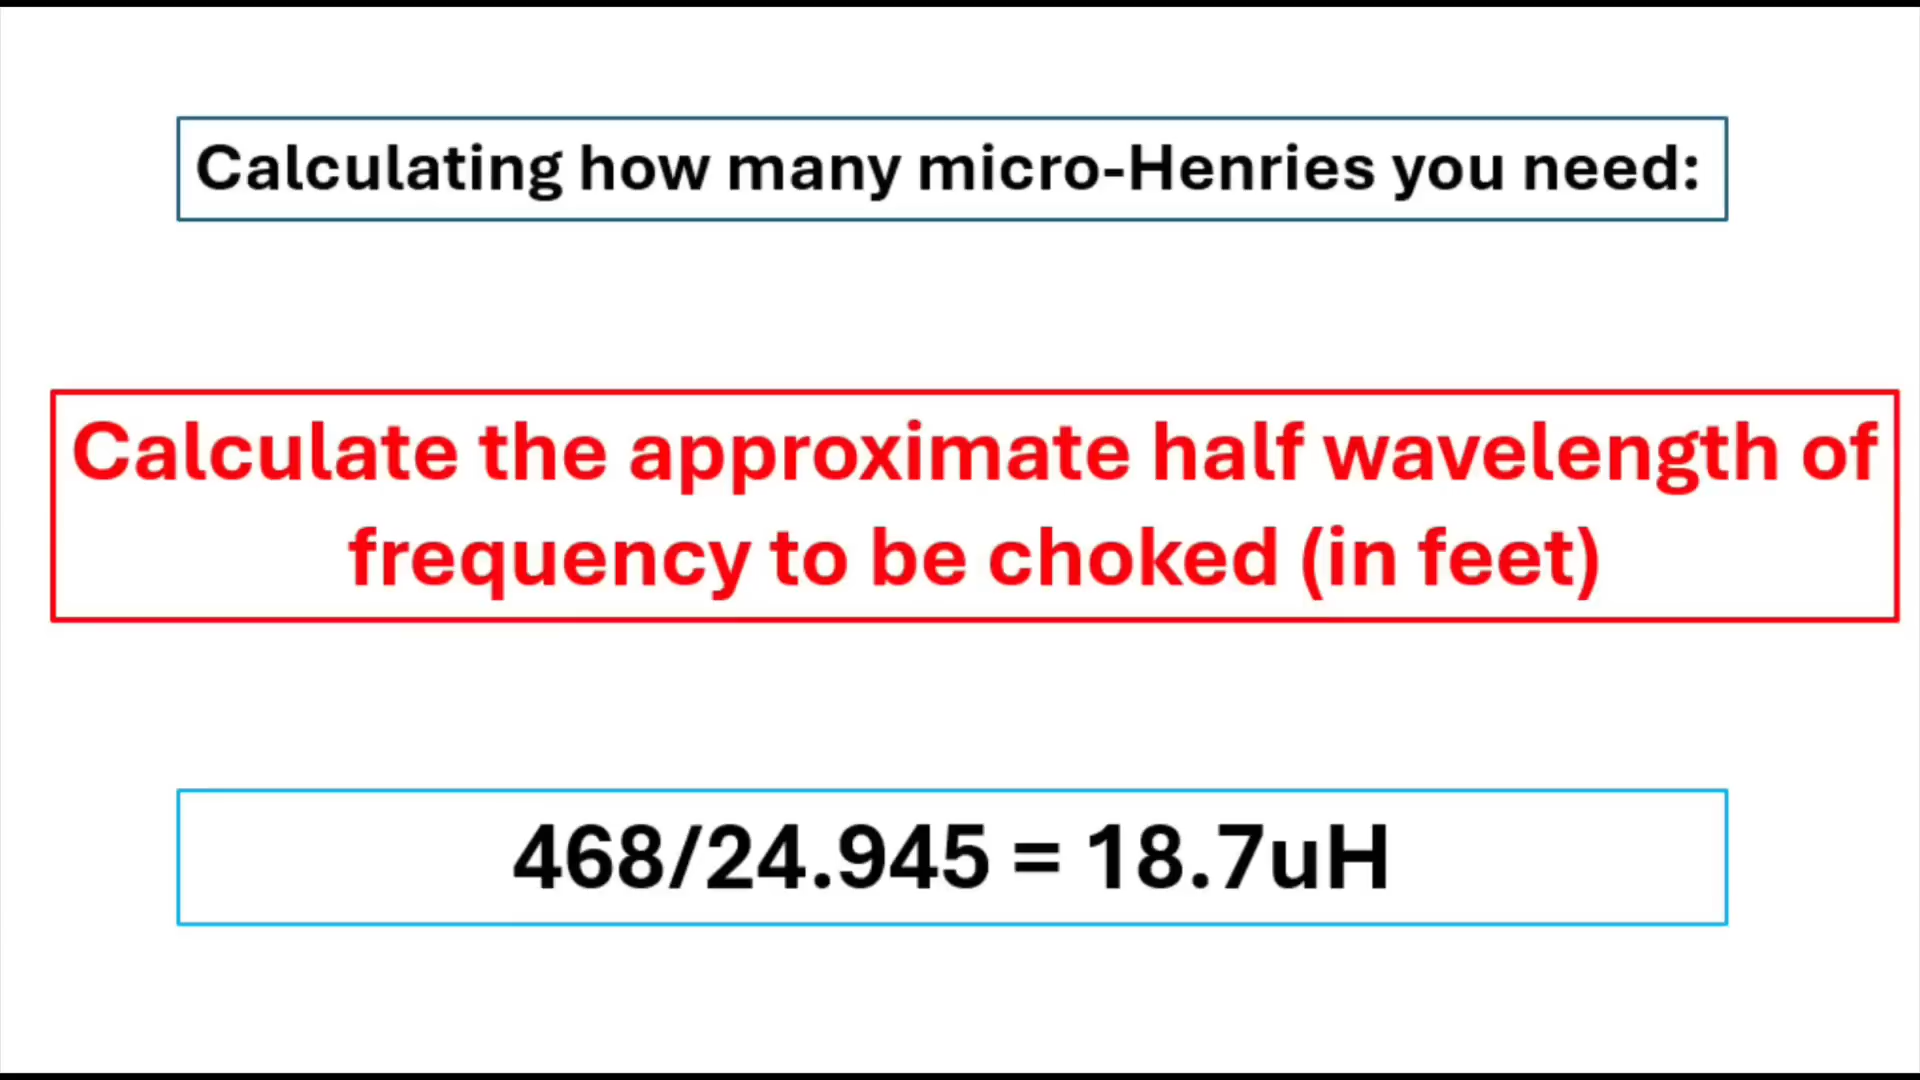 Calculating how many micro-Henries you need:
Calculate the approximate half wavelength of
frequency to be choked (in feet)
468/24.945 = 18.7uH